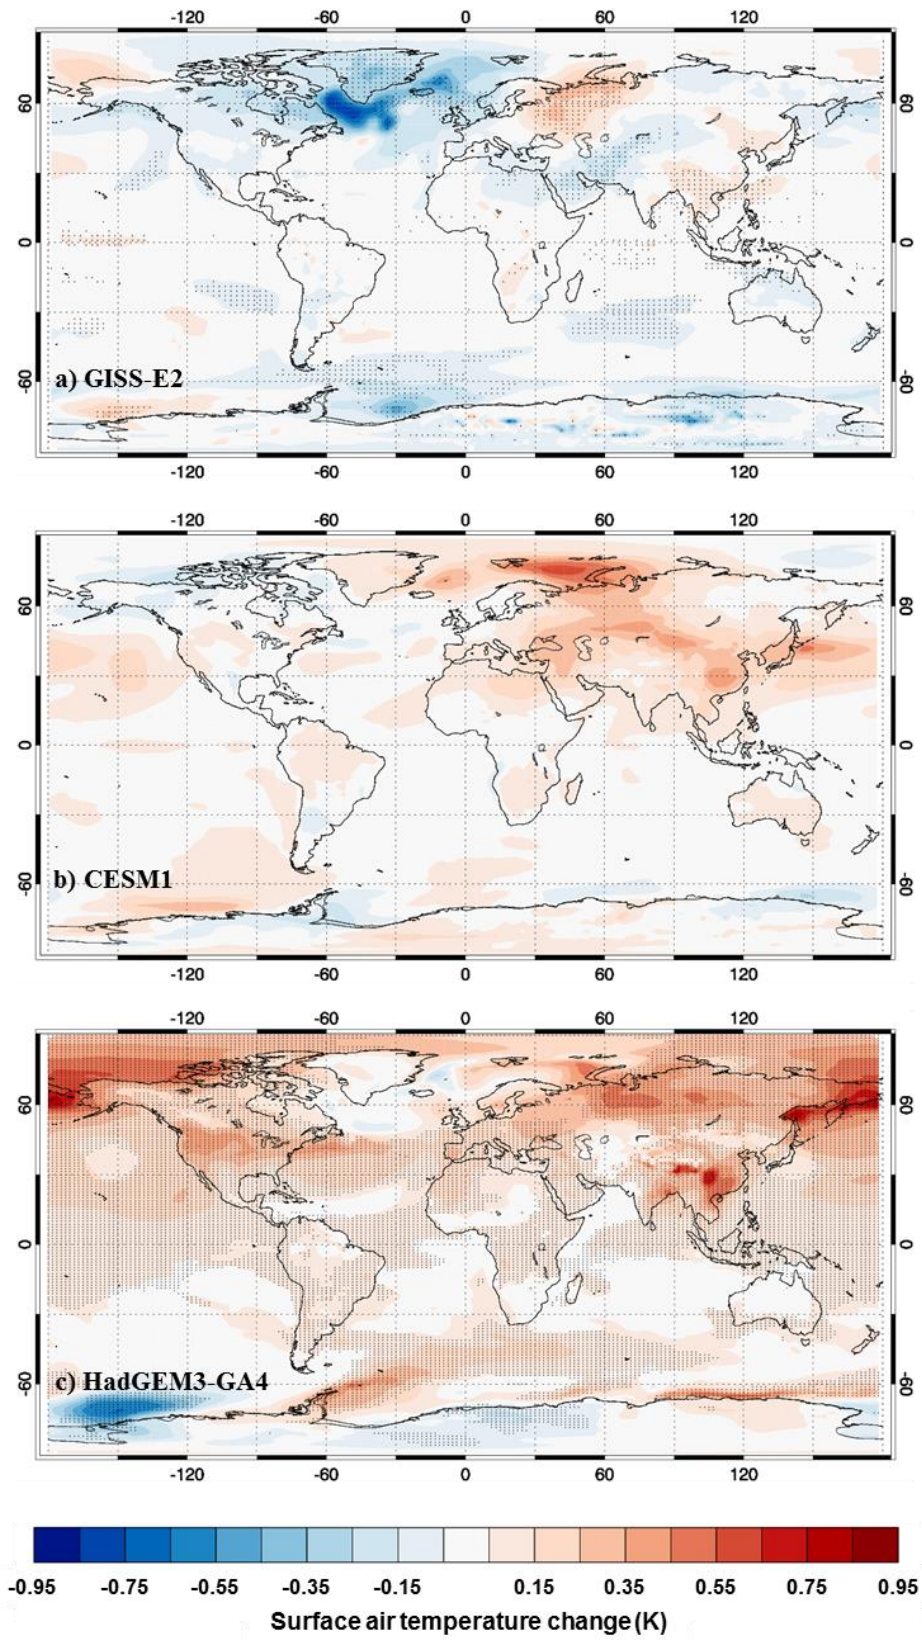 -120 -60 0 60 120
60 60
0 0
-60 -60
a) GISS-E2
-120 -60 0 60 120
-120 -60 0 60 120
60 60
0 0
-60 -60
b) CESM1
-120 -60 0 60 120
-120 -60 0 60 120
60 60
0 0
-60 -60
c) HadGEM3-GA4
-120 -60 0 60 120
-0.95 -0.75 -0.55 -0.35 -0.15 0.15 0.35 0.55 0.75 0.95
Surface air temperature change (K)